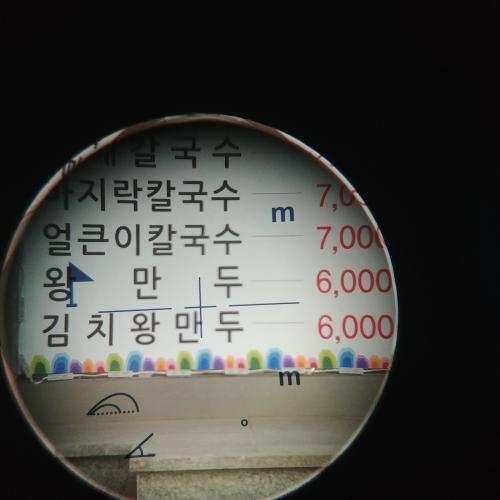 칼국수
바지락칼국수 7,0
m
얼큰이칼국수 7,000
왕만두 6,000
김치왕만두 6,000
m